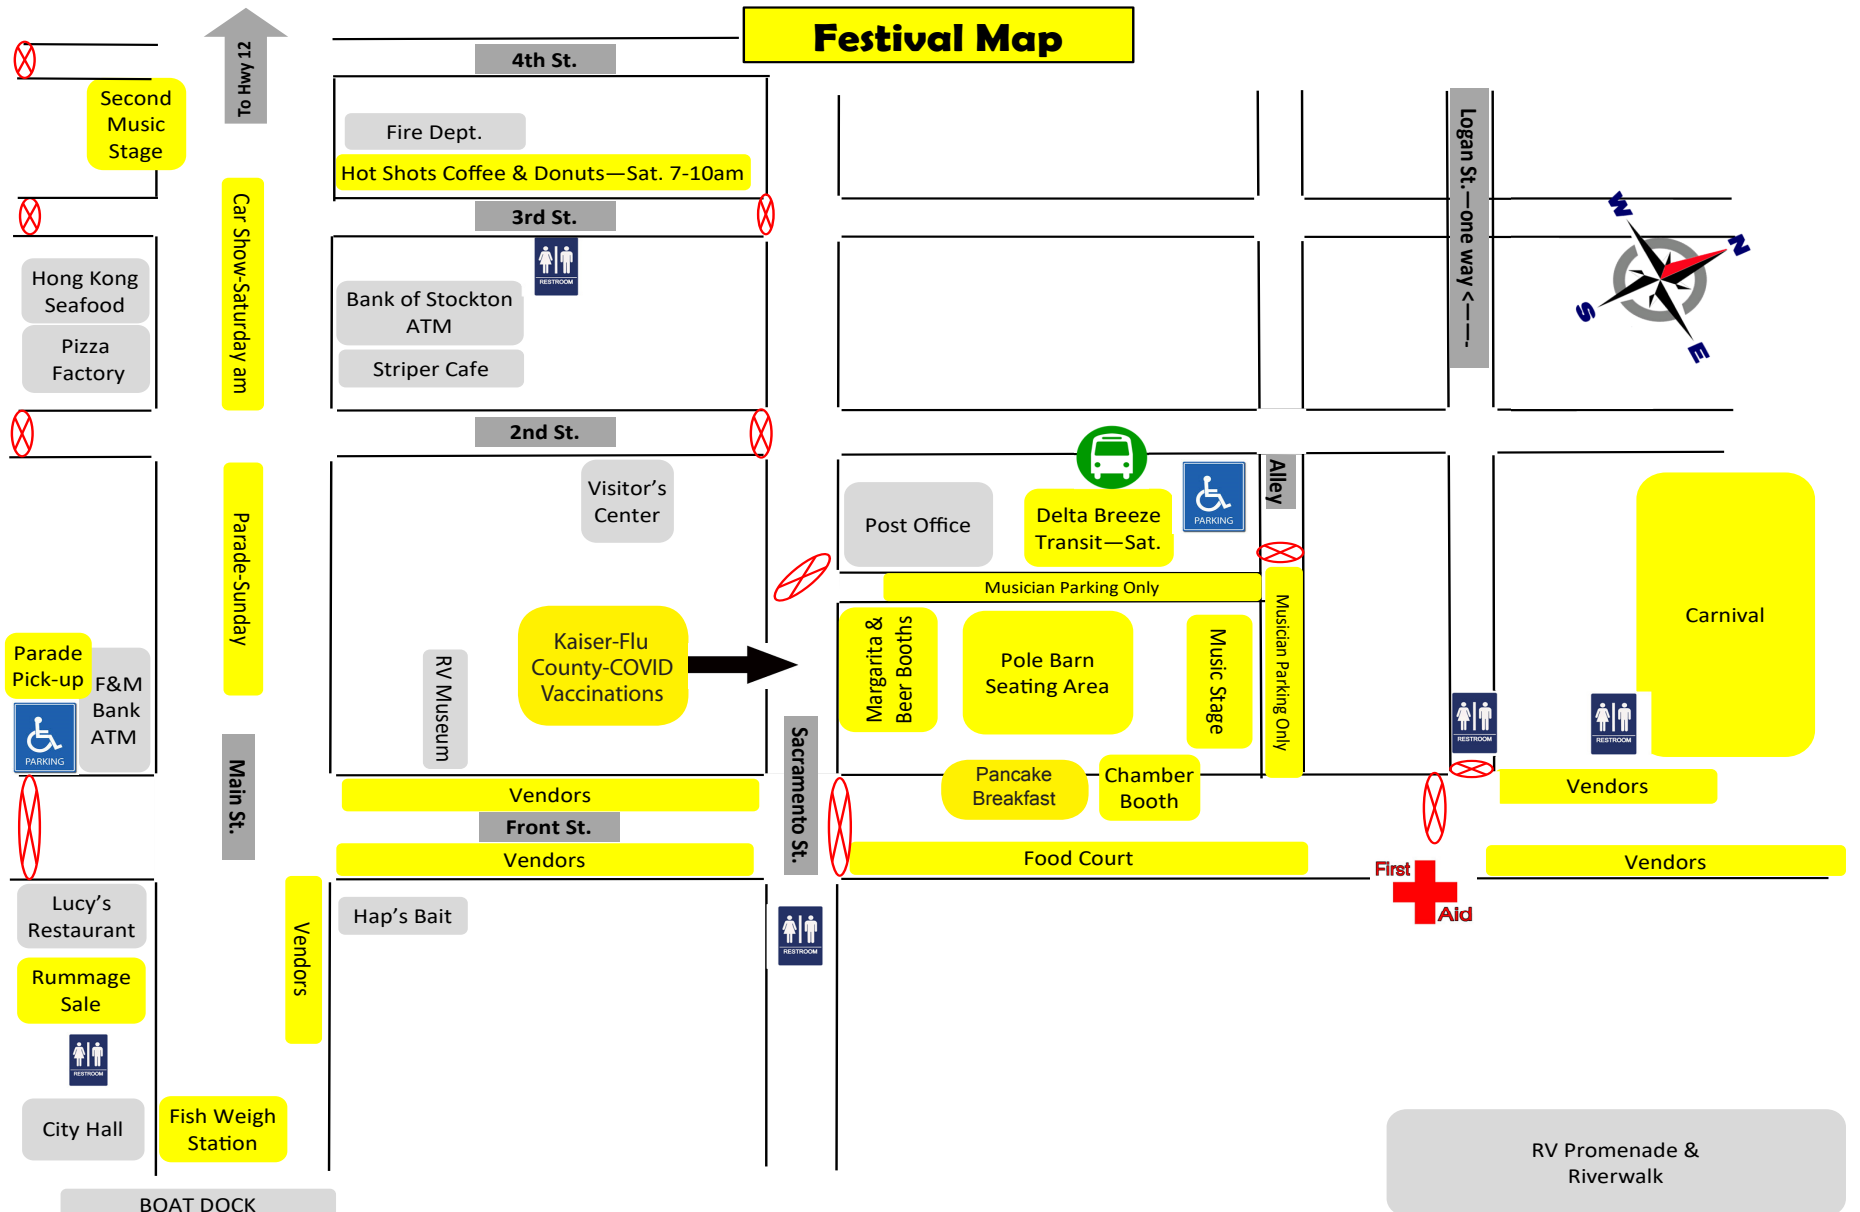 Festival Map
To Hwy 12
4th St.
Second
Music
Stage
Fire Dept.
Hot Shots Coffee & Donuts—Sat. 7-10am
Logan St.—one way <——-
Car Show-Saturday am
3rd St.
W
N
S
E
RESTROOM
Hong Kong
Seafood
Bank of Stockton
ATM
Pizza
Factory
Striper Cafe
2nd St.
Alley
Visitor's
Center
Post Office
Delta Breeze
Transit—Sat.
PARKING
Parade-Sunday
Musician Parking Only
Musician Parking Only
Carnival
Kaiser-Flu
County-COVID
Vaccinations
Margarita &
Beer Booths
Pole Barn
Seating Area
Music Stage
Parade
Pick-up
F&M
Bank
ATM
PARKING
RV Museum
RESTROOM
RESTROOM
Main St.
Sacramento St.
Vendors
Pancake
Breakfast
Chamber
Booth
Vendors
Front St.
Vendors
Food Court
Vendors
First
Aid
Lucy's
Restaurant
Vendors
Hap's Bait
RESTROOM
Rummage
Sale
RESTROOM
City Hall
Fish Weigh
Station
RV Promenade &
Riverwalk
BOAT DOCK